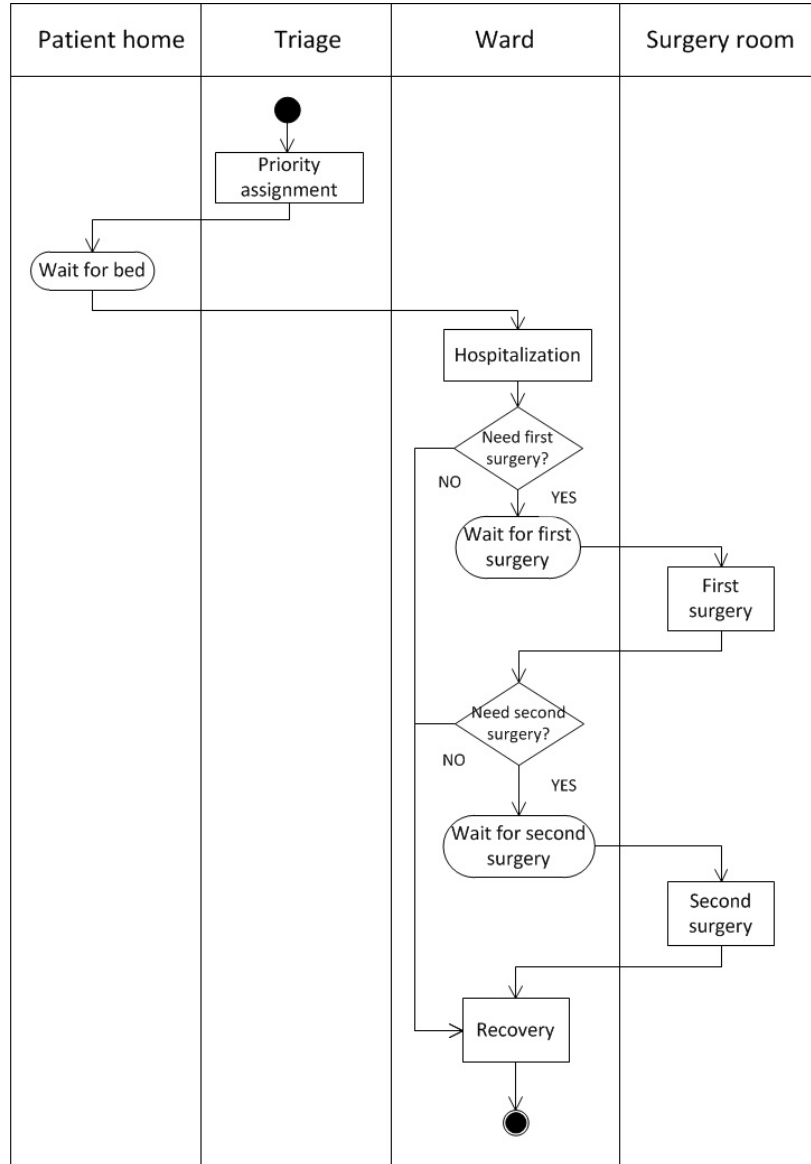 Patient home
Triage
Ward
Surgery room
Priority
assignment
Wait for bed
Hospitalization
Need first
surgery?
NO
YES
Wait for first
surgery
First
surgery
Need second
surgery?
NO
YES
Wait for second
surgery
Second
surgery
Recovery